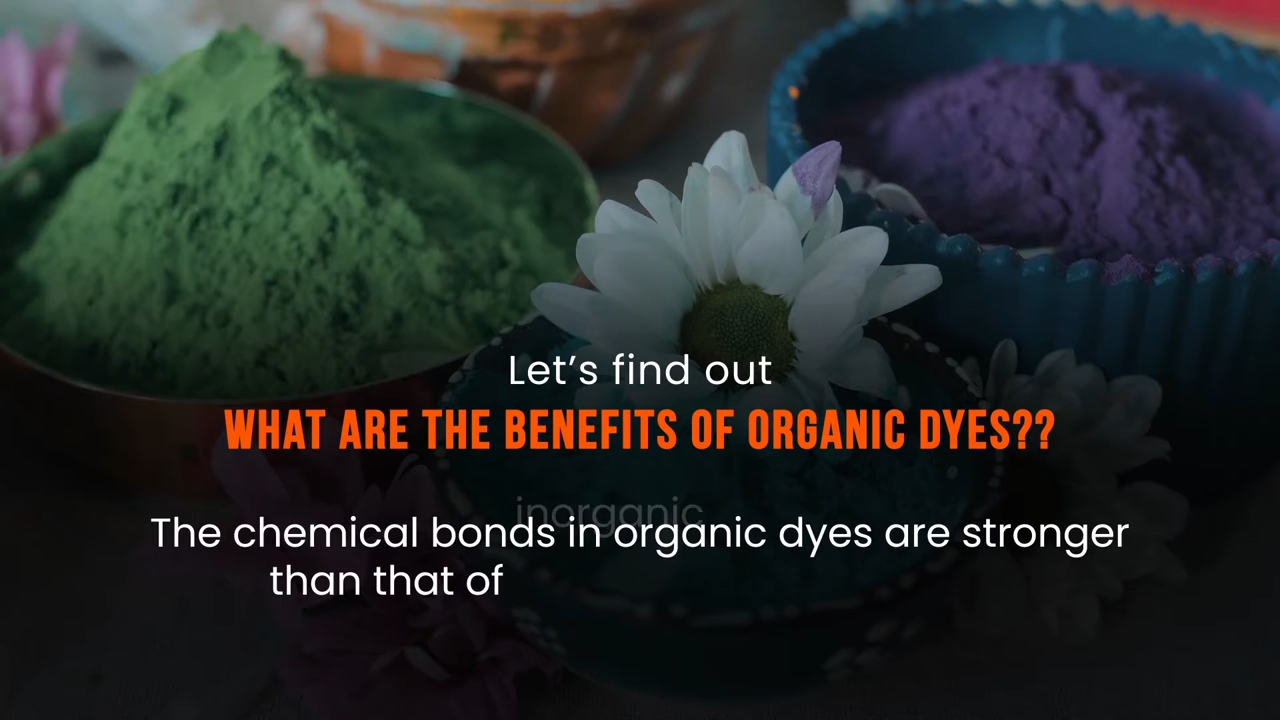 Let’s find out
WHAT ARE THE BENEFITS OF ORGANIC DYES??
The chemical bonds in organic dyes are stronger
than that of
inorganic